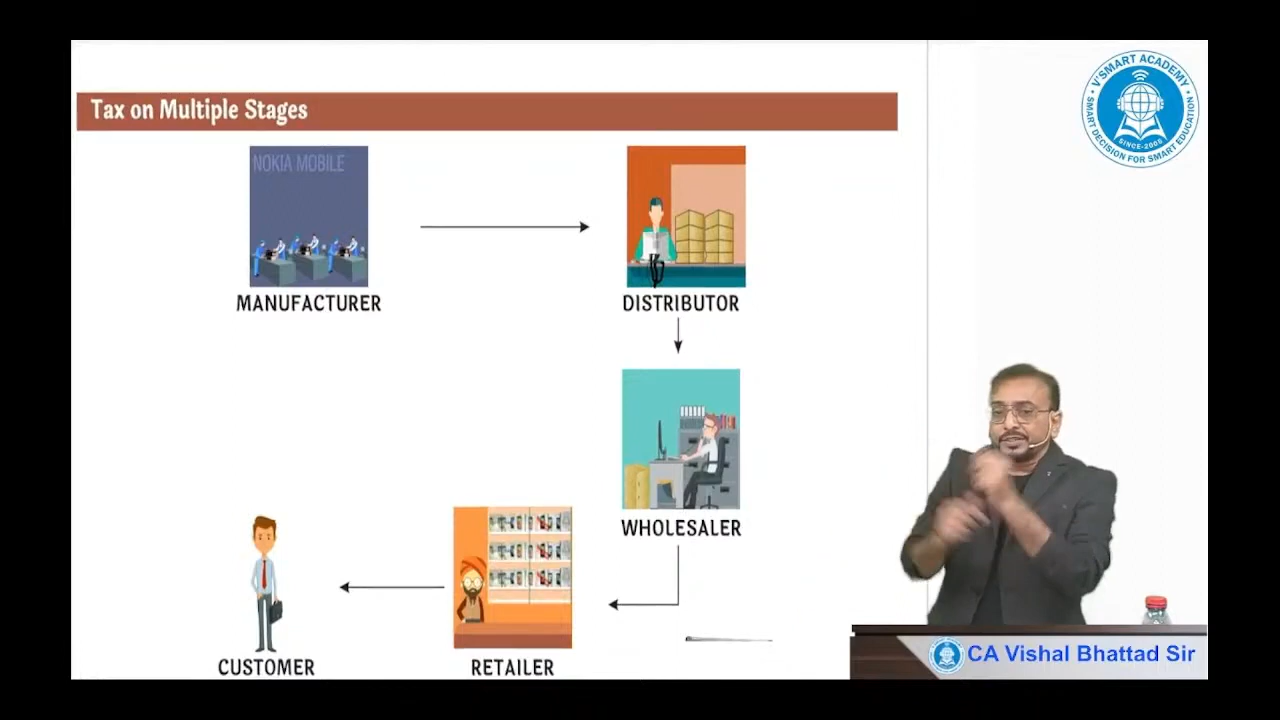 Tax on Multiple Stages
V'SMART ACADEMY
SMART DECISION FOR SMART EDUCATION
SINCE-2005
NOKIA MOBILE
MANUFACTURER
DISTRIBUTOR
WHOLESALER
CUSTOMER
RETAILER
CA Vishal Bhattad Sir